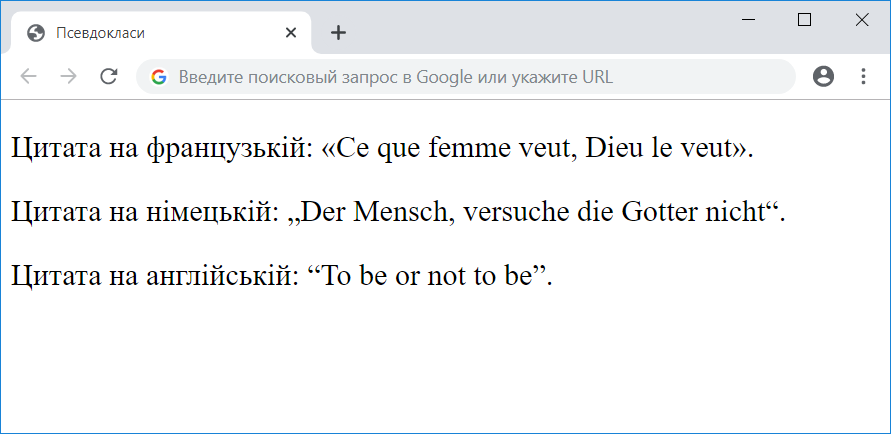 Псевдокласи
Введите поисковый запрос в Google или укажите URL
Цитата на французькій: «Ce que femme veut, Dieu le veut».
Цитата на німецькій: „Der Mensch, versuche die Gotter nicht“.
Цитата на англійській: “To be or not to be”.